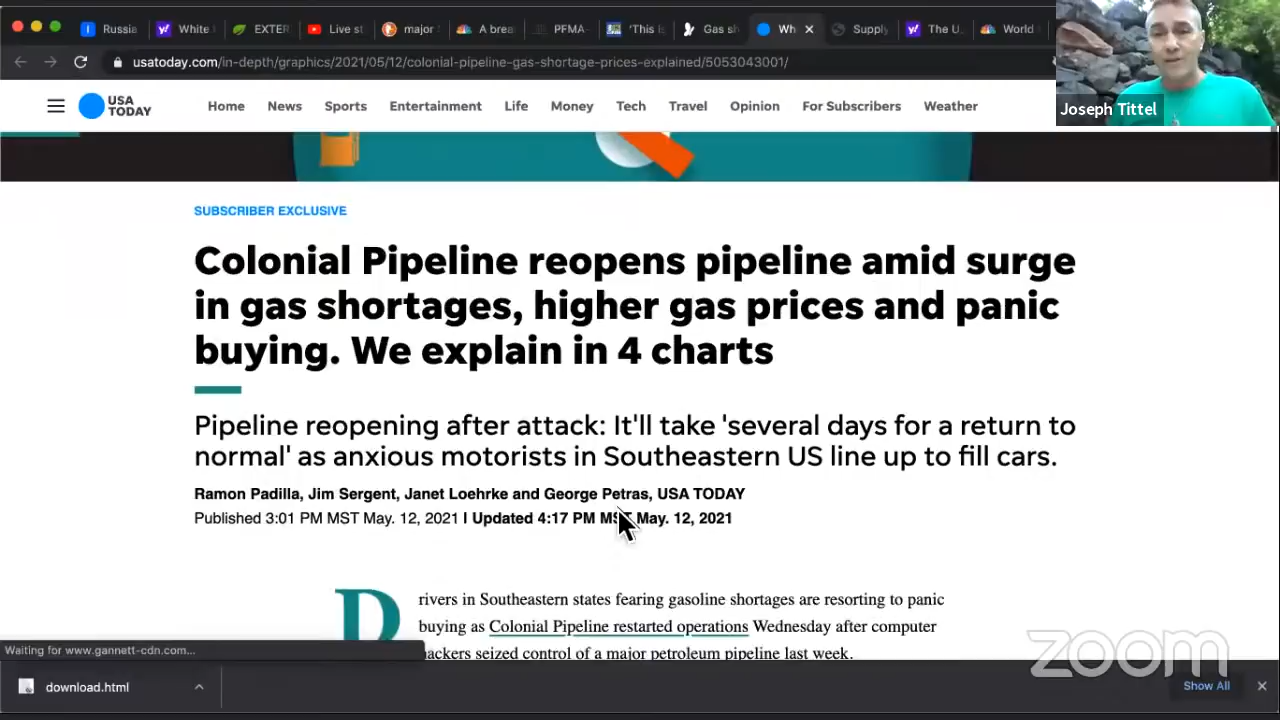 Russia
White
EXTER
Live st
major
A brea
PFMA-
'This is
Gas sh
Wh
Supply
The U.
World
usatoday.com/in-depth/graphics/2021/05/12/colonial-pipeline-gas-shortage-prices-explained/5053043001/
Joseph Tittel
USA
TODAY
Home News Sports Entertainment Life Money Tech Travel Opinion For Subscribers Weather
SUBSCRIBER EXCLUSIVE
Colonial Pipeline reopens pipeline amid surge
in gas shortages, higher gas prices and panic
buying. We explain in 4 charts
Pipeline reopening after attack: It'll take 'several days for a return to
normal' as anxious motorists in Southeastern US line up to fill cars.
Ramon Padilla, Jim Sergent, Janet Loehrke and George Petras, USA TODAY
Published 3:01 PM MST May. 12, 2021 | Updated 4:17 PM MST May. 12, 2021
Drivers in Southeastern states fearing gasoline shortages are resorting to panic
buying as Colonial Pipeline restarted operations Wednesday after computer
hackers seized control of a major petroleum pipeline last week.
Waiting for www.gannett-cdn.com...
zoom
download.html
Show All